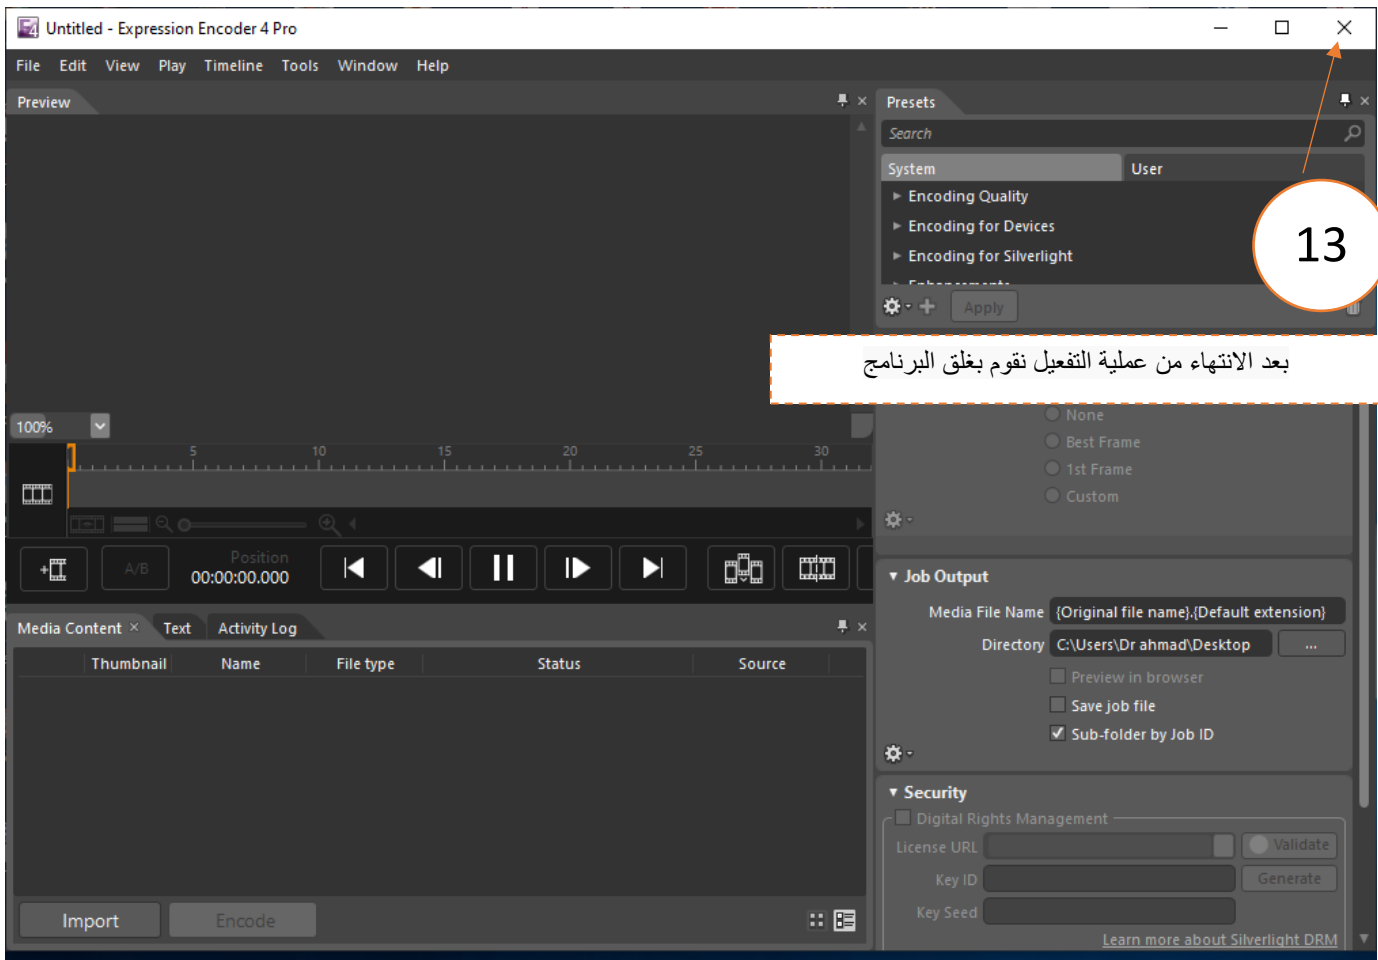 Untitled - Expression Encoder 4 Pro
File Edit View Play Timeline Tools Window Help
Preview
Presets
Search
System User
Encoding Quality
Encoding for Devices
Encoding for Silverlight
Enhancements
Apply
13
بعد الانتهاء من عملية التفعيل نقوم بغلق البرنامج
None
Best Frame
1st Frame
Custom
100%
5 10 15 20 25 30
A/B
Position
00:00:00.000
Job Output
Media File Name {Original file name}.{Default extension}
Directory C:\Users\Dr ahmad\Desktop ...
Preview in browser
Save job file
Sub-folder by Job ID
Media Content Text Activity Log
Thumbnail Name File type Status Source
Import Encode
Security
Digital Rights Management
License URL Validate
Key ID Generate
Key Seed
Learn more about Silverlight DRM